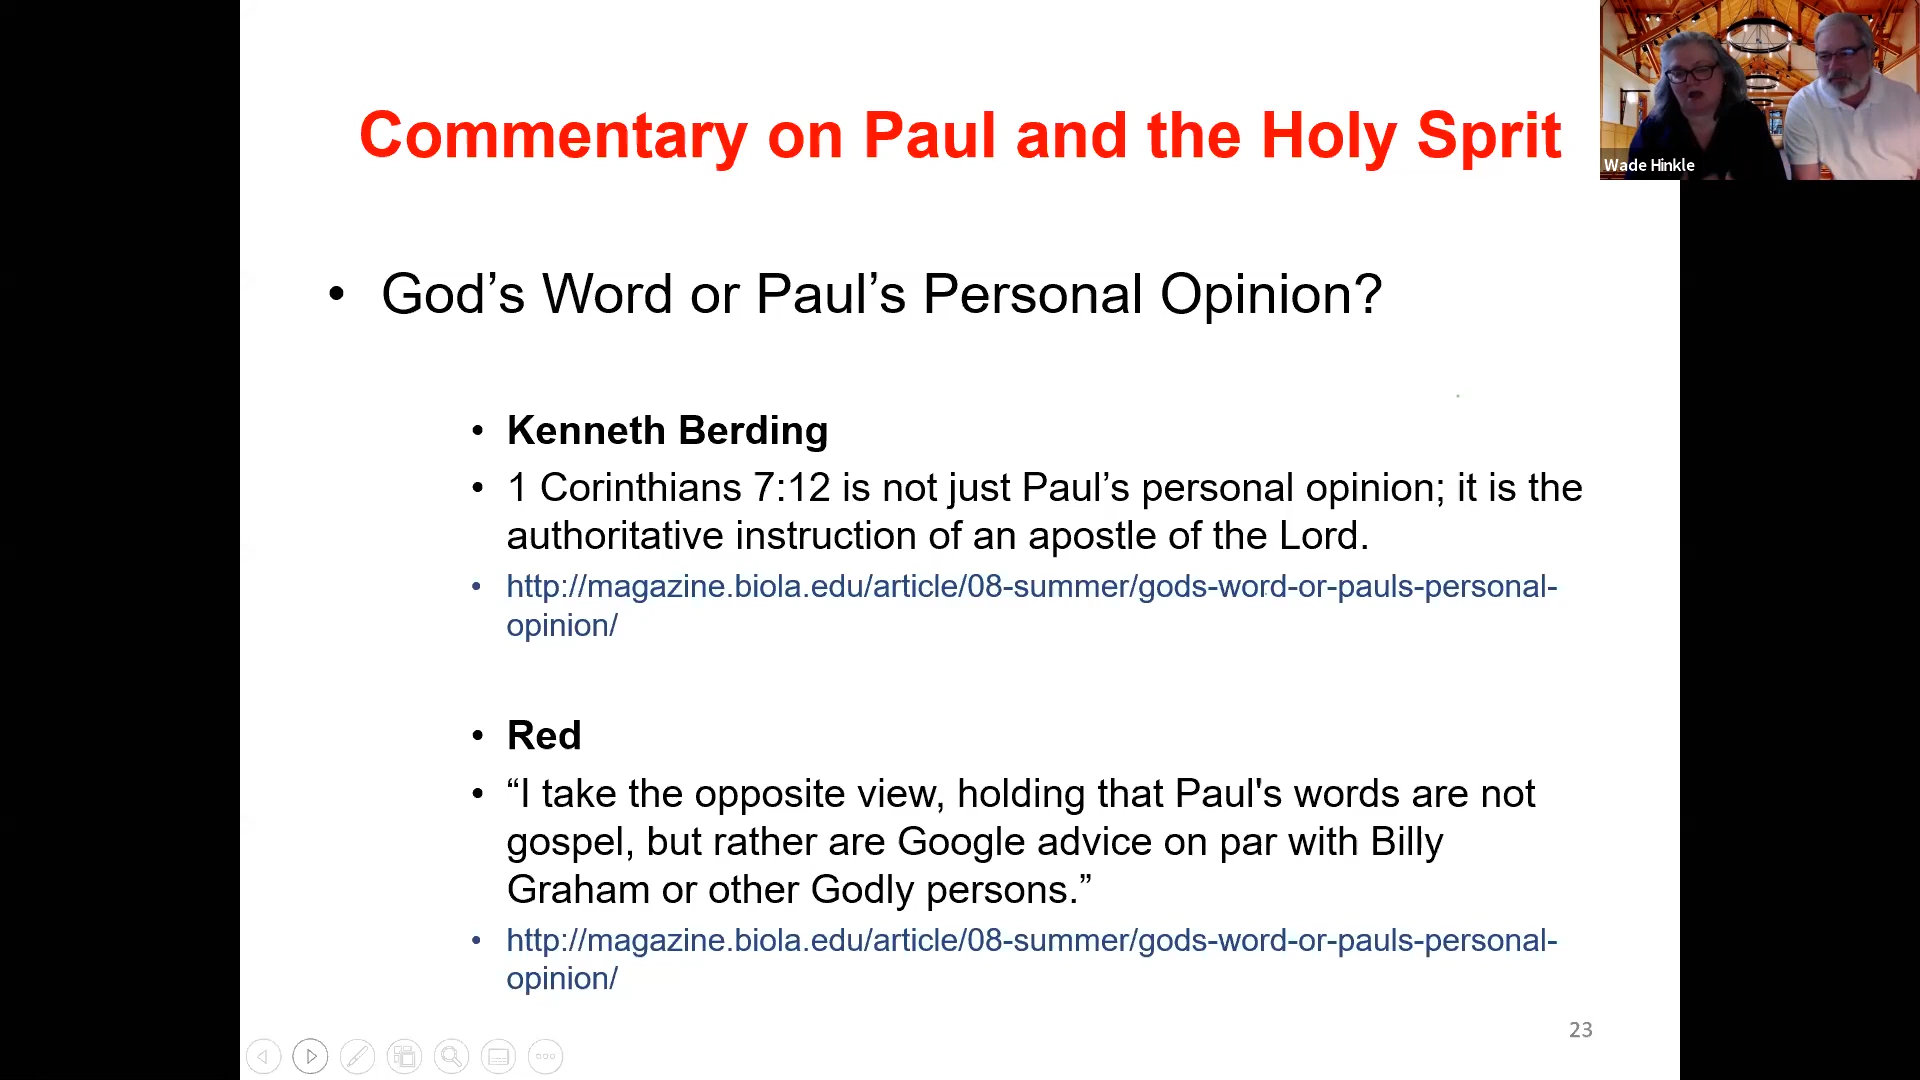 Commentary on Paul and the Holy Sprit
Wade Hinkle
• God’s Word or Paul’s Personal Opinion?
• Kenneth Berding
• 1 Corinthians 7:12 is not just Paul’s personal opinion; it is the
authoritative instruction of an apostle of the Lord.
• http://magazine.biola.edu/article/08-summer/gods-word-or-pauls-personal-
opinion/
• Red
• “I take the opposite view, holding that Paul's words are not
gospel, but rather are Google advice on par with Billy
Graham or other Godly persons.”
• http://magazine.biola.edu/article/08-summer/gods-word-or-pauls-personal-
opinion/
23